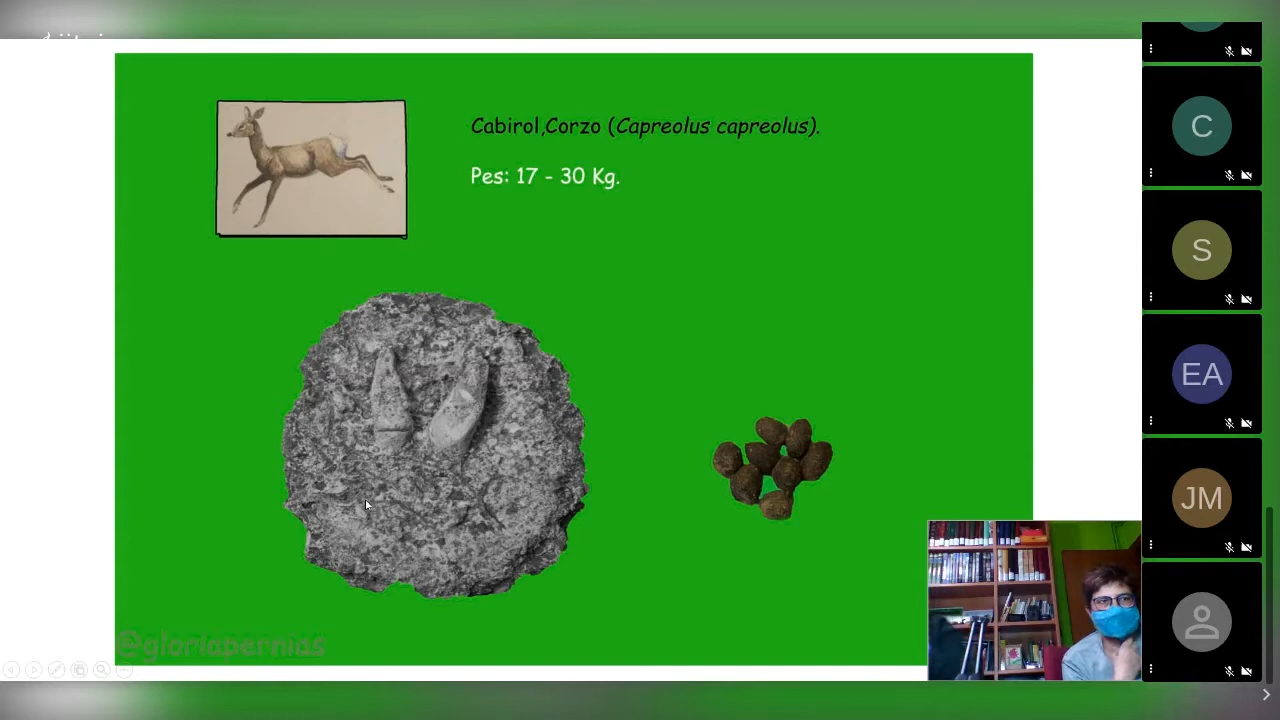 Cabirol,Corzo (Capreolus capreolus).
Pes: 17 - 30 Kg.
@gloriapernias
C
S
EA
JM